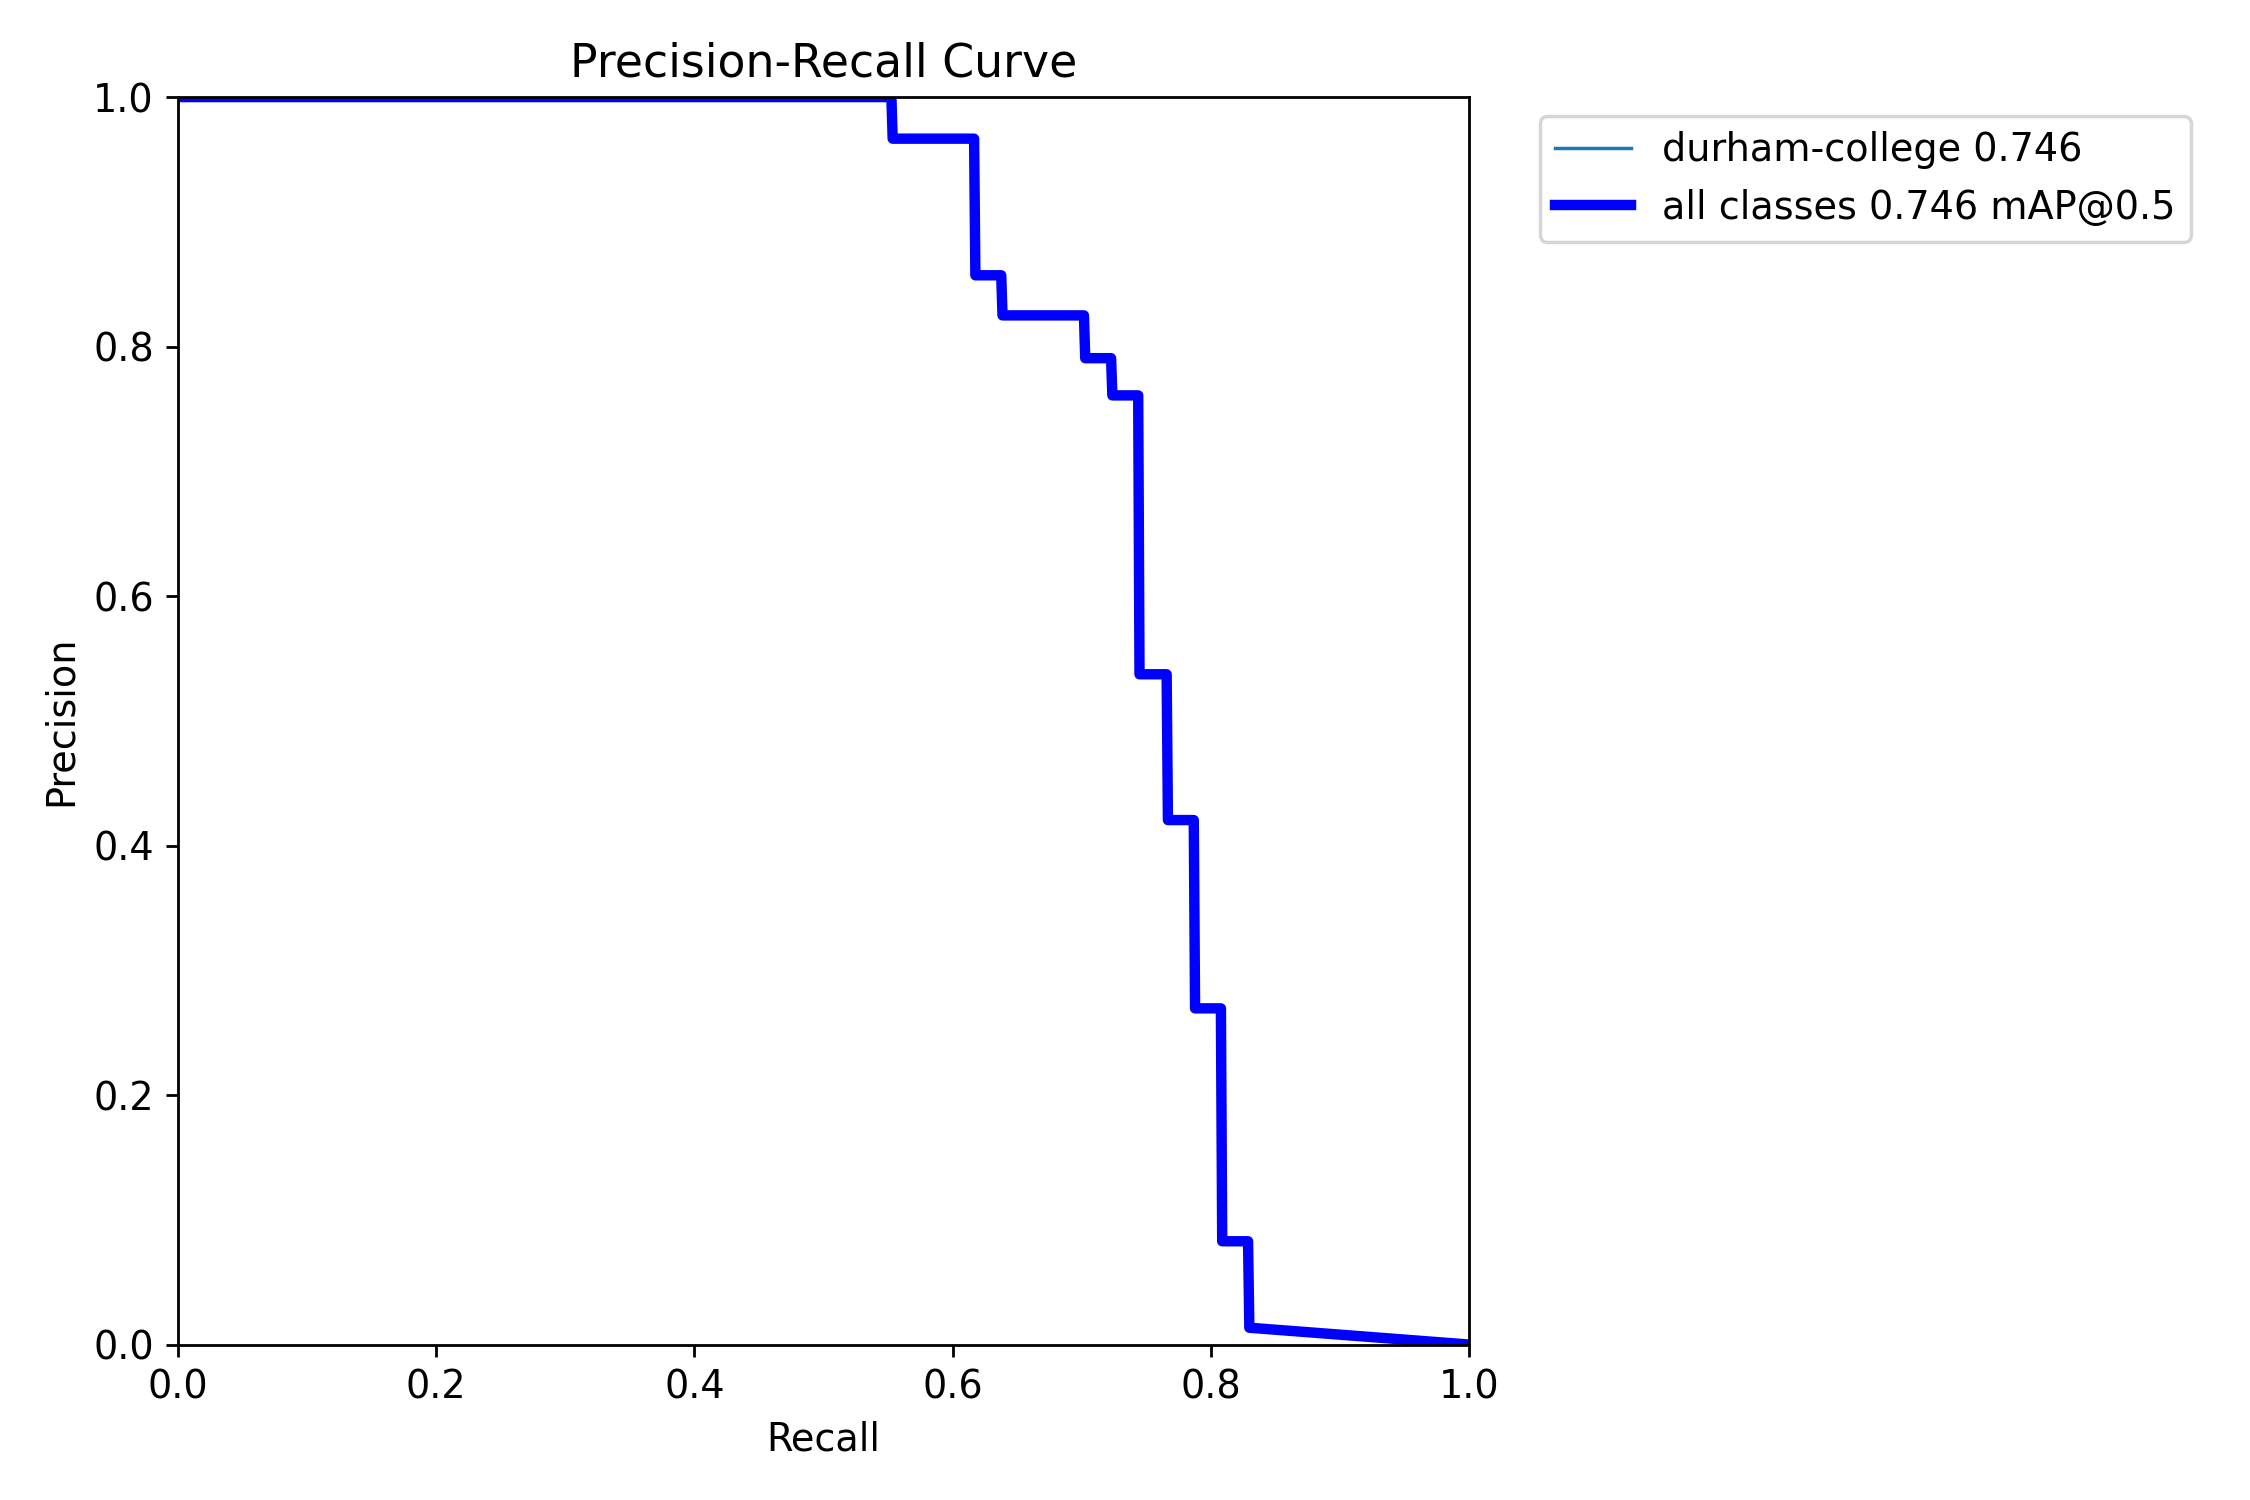 Precision-Recall Curve
1.0
0.8
0.6
0.4
0.2
0.0
Precision
0.0 0.2 0.4 0.6 0.8 1.0
Recall
durham-college 0.746
all classes 0.746 mAP@0.5